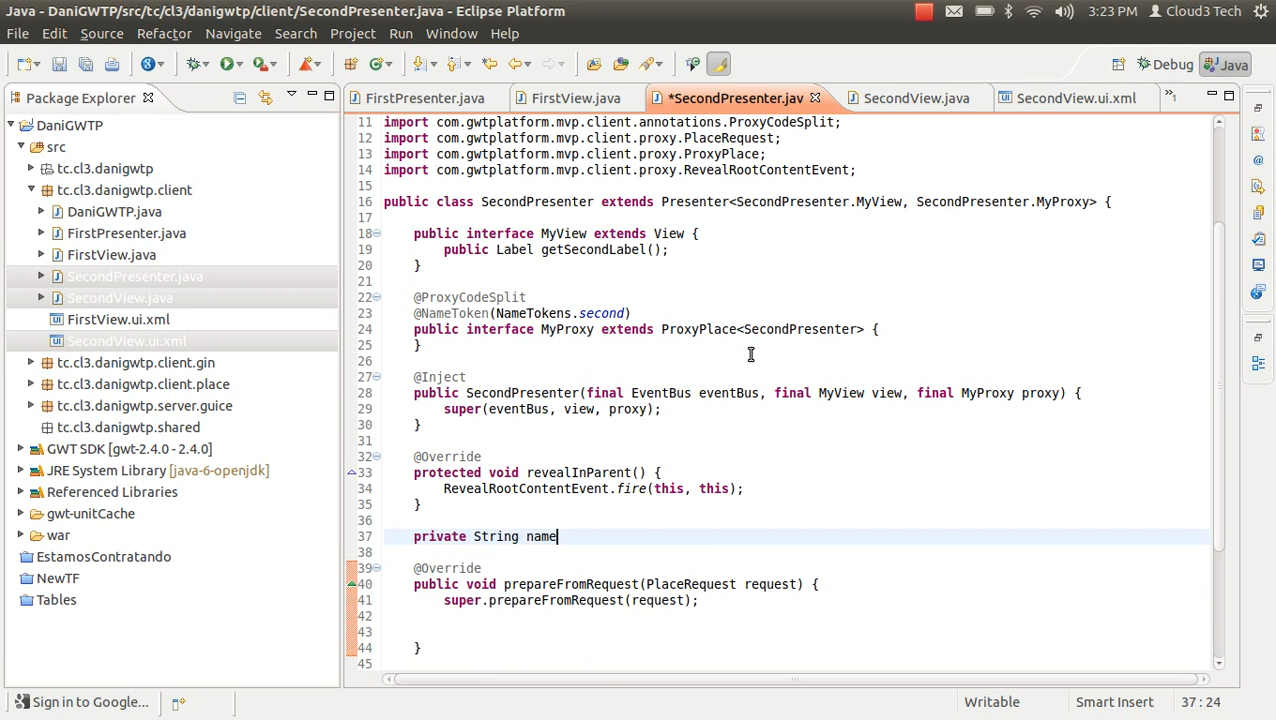 Java - DaniGWTP/src/tc/cl3/danigwtp/client/SecondPresenter.java - Eclipse Platform
3:23 PM
Cloud3 Tech
File Edit Source Refactor Navigate Search Project Run Window Help
Debug
Java
Package Explorer
FirstPresenter.java
FirstView.java
*SecondPresenter.jav
SecondView.java
SecondView.ui.xml
»1
DaniGWTP
src
tc.cl3.danigwtp
tc.cl3.danigwtp.client
DaniGWTP.java
FirstPresenter.java
FirstView.java
SecondPresenter.java
SecondView.java
FirstView.ui.xml
SecondView.ui.xml
tc.cl3.danigwtp.client.gin
tc.cl3.danigwtp.client.place
tc.cl3.danigwtp.server.guice
tc.cl3.danigwtp.shared
GWT SDK [gwt-2.4.0 - 2.4.0]
JRE System Library [java-6-openjdk]
Referenced Libraries
gwt-unitCache
war
EstamosContratando
NewTF
Tables
11 import com.gwtplatform.mvp.client.annotations.ProxyCodeSplit;
12 import com.gwtplatform.mvp.client.proxy.PlaceRequest;
13 import com.gwtplatform.mvp.client.proxy.ProxyPlace;
14 import com.gwtplatform.mvp.client.proxy.RevealRootContentEvent;
15
16 public class SecondPresenter extends Presenter<SecondPresenter.MyView, SecondPresenter.MyProxy> {
17
18 public interface MyView extends View {
19 public Label getSecondLabel();
20 }
21
22 @ProxyCodeSplit
23 @NameToken(NameTokens.second)
24 public interface MyProxy extends ProxyPlace<SecondPresenter> {
25 }
26
27 @Inject
28 public SecondPresenter(final EventBus eventBus, final MyView view, final MyProxy proxy) {
29 super(eventBus, view, proxy);
30 }
31
32 @Override
33 protected void revealInParent() {
34 RevealRootContentEvent.fire(this, this);
35 }
36
37 private String name
38
39 @Override
40 public void prepareFromRequest(PlaceRequest request) {
41 super.prepareFromRequest(request);
42
43
44 }
45
Sign in to Google...
Writable
Smart Insert
37 : 24